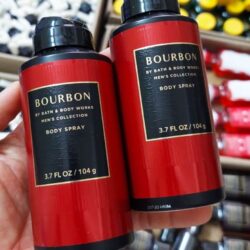 BOURBON
BY BATH & BODY WORKS
MEN'S COLLECTION
BODY SPRAY
3.7 FL OZ / 104 g
BOURBON
BY BATH & BODY WORKS
MEN'S COLLECTION
BODY SPRAY
3.7 FL OZ / 104 g